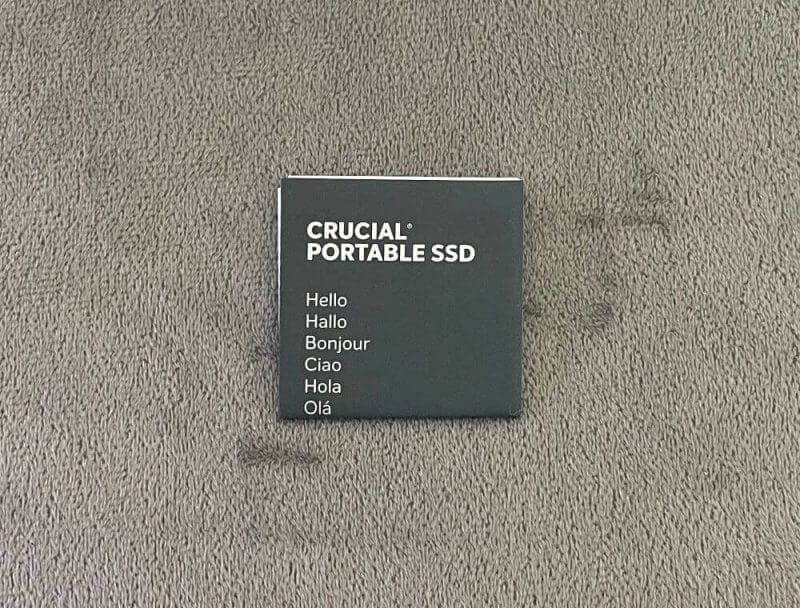 CRUCIAL®
PORTABLE SSD
Hello
Hallo
Bonjour
Ciao
Hola
Olá